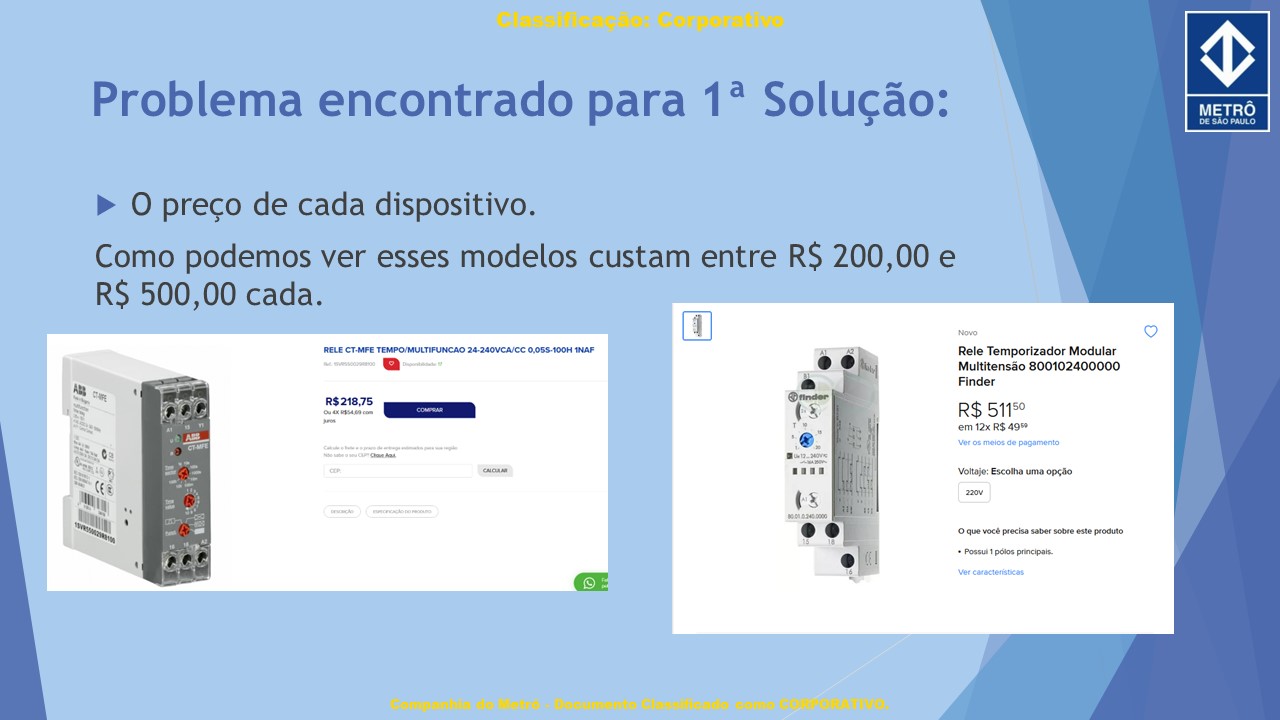 Classificação: Corporativo
METRÔ
DE SÃO PAULO
Problema encontrado para 1ª Solução:
O preço de cada dispositivo.
Como podemos ver esses modelos custam entre R$ 200,00 e
R$ 500,00 cada.
ABB
CT-MFE
RELE CT-MFE TEMPO/MULTIFUNCAO 24-240VCA/CC 0,05S-100H 1NAF
Disponibilidade:
R$218,75
Ou 4X R$54,69 com
juros
COMPRAR
Calcule o frete e o prazo de entrega estimados para sua região.
Não sabe o seu CEP? Clique Aqui.
CEP:
CALCULAR
DESCRIÇÃO
ESPECIFICAÇÃO DO PRODUTO
finder
80.01.0.240.0000
Novo
Rele Temporizador Modular
Multitensão 800102400000
Finder
R$ 511 50
em 12x R$ 49 59
Ver os meios de pagamento
Voltaje: Escolha uma opção
220V
O que você precisa saber sobre este produto
• Possui 1 pólos principais.
Ver características
Companhia do Metrô - Documento Classificado como CORPORATIVO.